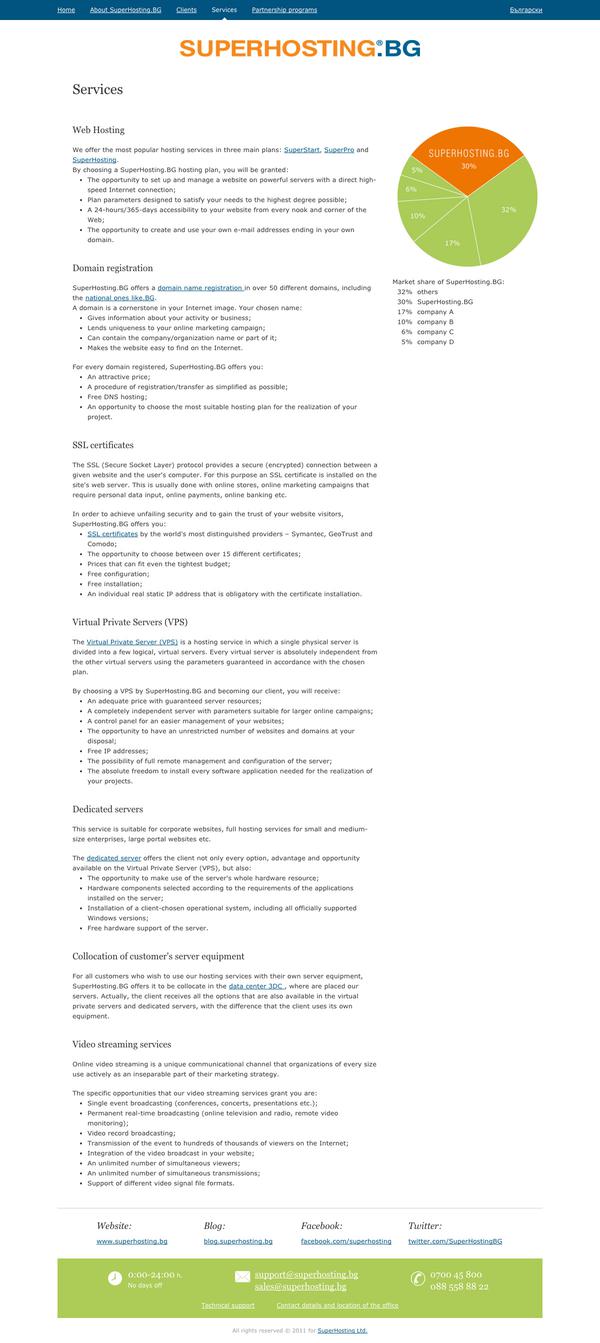 Home About SuperHosting.BG Clients Services Partnership programs Български
SUPERHOSTING®.BG
Services
Web Hosting
We offer the most popular hosting services in three main plans: SuperStart, SuperPro and
SuperHosting.
By choosing a SuperHosting.BG hosting plan, you will be granted:
• The opportunity to set up and manage a website on powerful servers with a direct high-
speed Internet connection;
• Plan parameters designed to satisfy your needs to the highest degree possible;
• A 24-hours/365-days accessibility to your website from every nook and corner of the
Web;
• The opportunity to create and use your own e-mail addresses ending in your own
domain.
Domain registration
SuperHosting.BG offers a domain name registration in over 50 different domains, including
the national ones like.BG.
A domain is a cornerstone in your Internet image. Your chosen name:
• Gives information about your activity or business;
• Lends uniqueness to your online marketing campaign;
• Can contain the company/organization name or part of it;
• Makes the website easy to find on the Internet.
For every domain registered, SuperHosting.BG offers you:
• An attractive price;
• A procedure of registration/transfer as simplified as possible;
• Free DNS hosting;
• An opportunity to choose the most suitable hosting plan for the realization of your
project.
SSL certificates
The SSL (Secure Socket Layer) protocol provides a secure (encrypted) connection between a
given website and the user's computer. For this purpose an SSL certificate is installed on the
site's web server. This is usually done with online stores, online marketing campaigns that
require personal data input, online payments, online banking etc.
In order to achieve unfailing security and to gain the trust of your website visitors,
SuperHosting.BG offers you:
• SSL certificates by the world's most distinguished providers – Symantec, GeoTrust and
Comodo;
• The opportunity to choose between over 15 different certificates;
• Prices that can fit even the tightest budget;
• Free configuration;
• Free installation;
• An individual real static IP address that is obligatory with the certificate installation.
Virtual Private Servers (VPS)
The Virtual Private Server (VPS) is a hosting service in which a single physical server is
divided into a few logical, virtual servers. Every virtual server is absolutely independent from
the other virtual servers using the parameters guaranteed in accordance with the chosen
plan.
By choosing a VPS by SuperHosting.BG and becoming our client, you will receive:
• An adequate price with guaranteed server resources;
• A completely independent server with parameters suitable for larger online campaigns;
• A control panel for an easier management of your websites;
• The opportunity to have an unrestricted number of websites and domains at your
disposal;
• Free IP addresses;
• The possibility of full remote management and configuration of the server;
• The absolute freedom to install every software application needed for the realization of
your projects.
Dedicated servers
This service is suitable for corporate websites, full hosting services for small and medium-
size enterprises, large portal websites etc.
The dedicated server offers the client not only every option, advantage and opportunity
available on the Virtual Private Server (VPS), but also:
• The opportunity to make use of the server's whole hardware resource;
• Hardware components selected according to the requirements of the applications
installed on the server;
• Installation of a client-chosen operational system, including all officially supported
Windows versions;
• Free hardware support of the server.
Collocation of customer's server equipment
For all customers who wish to use our hosting services with their own server equipment,
SuperHosting.BG offers it to be collocate in the data center 3DC , where are placed our
servers. Actually, the client receives all the options that are also available in the virtual
private servers and dedicated servers, with the difference that the client uses its own
equipment.
Video streaming services
Online video streaming is a unique communicational channel that organizations of every size
use actively as an inseparable part of their marketing strategy.
The specific opportunities that our video streaming services grant you are:
• Single event broadcasting (conferences, concerts, presentations etc.);
• Permanent real-time broadcasting (online television and radio, remote video
monitoring);
• Video record broadcasting;
• Transmission of the event to hundreds of thousands of viewers on the Internet;
• Integration of the video broadcast in your website;
• An unlimited number of simultaneous viewers;
• An unlimited number of simultaneous transmissions;
• Support of different video signal file formats.
SUPERHOSTING.BG
30%
5%
6%
10%
17%
32%
Market share of SuperHosting.BG:
32% others
30% SuperHosting.BG
17% company A
10% company B
6% company C
5% company D
Website: Blog: Facebook: Twitter:
www.superhosting.bg blog.superhosting.bg facebook.com/superhosting twitter.com/SuperHostingBG
0:00-24:00 h.
No days off
support@superhosting.bg
sales@superhosting.bg
0700 45 800
088 558 88 22
Technical support Contact details and location of the office
All rights reserved © 2011 for SuperHosting Ltd.